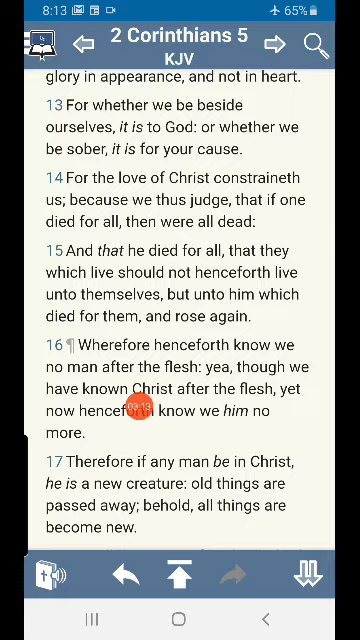 8:13
65%
2 Corinthians 5
KJV
glory in appearance, and not in heart.
13 For whether we be beside
ourselves, it is to God: or whether we
be sober, it is for your cause.
14 For the love of Christ constraineth
us; because we thus judge, that if one
died for all, then were all dead:
15 And that he died for all, that they
which live should not henceforth live
unto themselves, but unto him which
died for them, and rose again.
16 ¶ Wherefore henceforth know we
no man after the flesh: yea, though we
have known Christ after the flesh, yet
now henceforth know we him no
more.
03:13
17 Therefore if any man be in Christ,
he is a new creature: old things are
passed away; behold, all things are
become new.